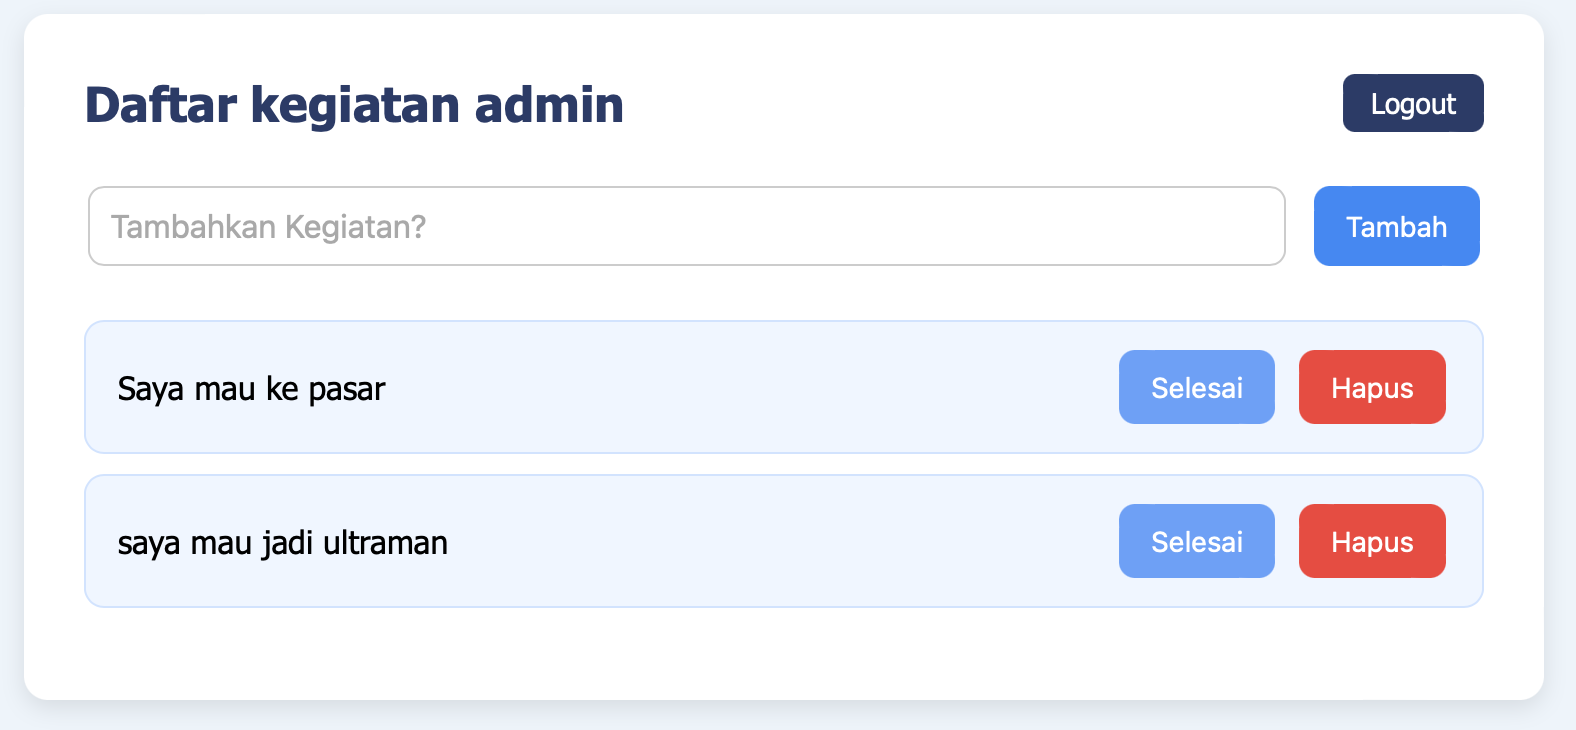 Daftar kegiatan admin
Logout
Tambahkan Kegiatan?
Tambah
Saya mau ke pasar
Selesai
Hapus
saya mau jadi ultraman
Selesai
Hapus